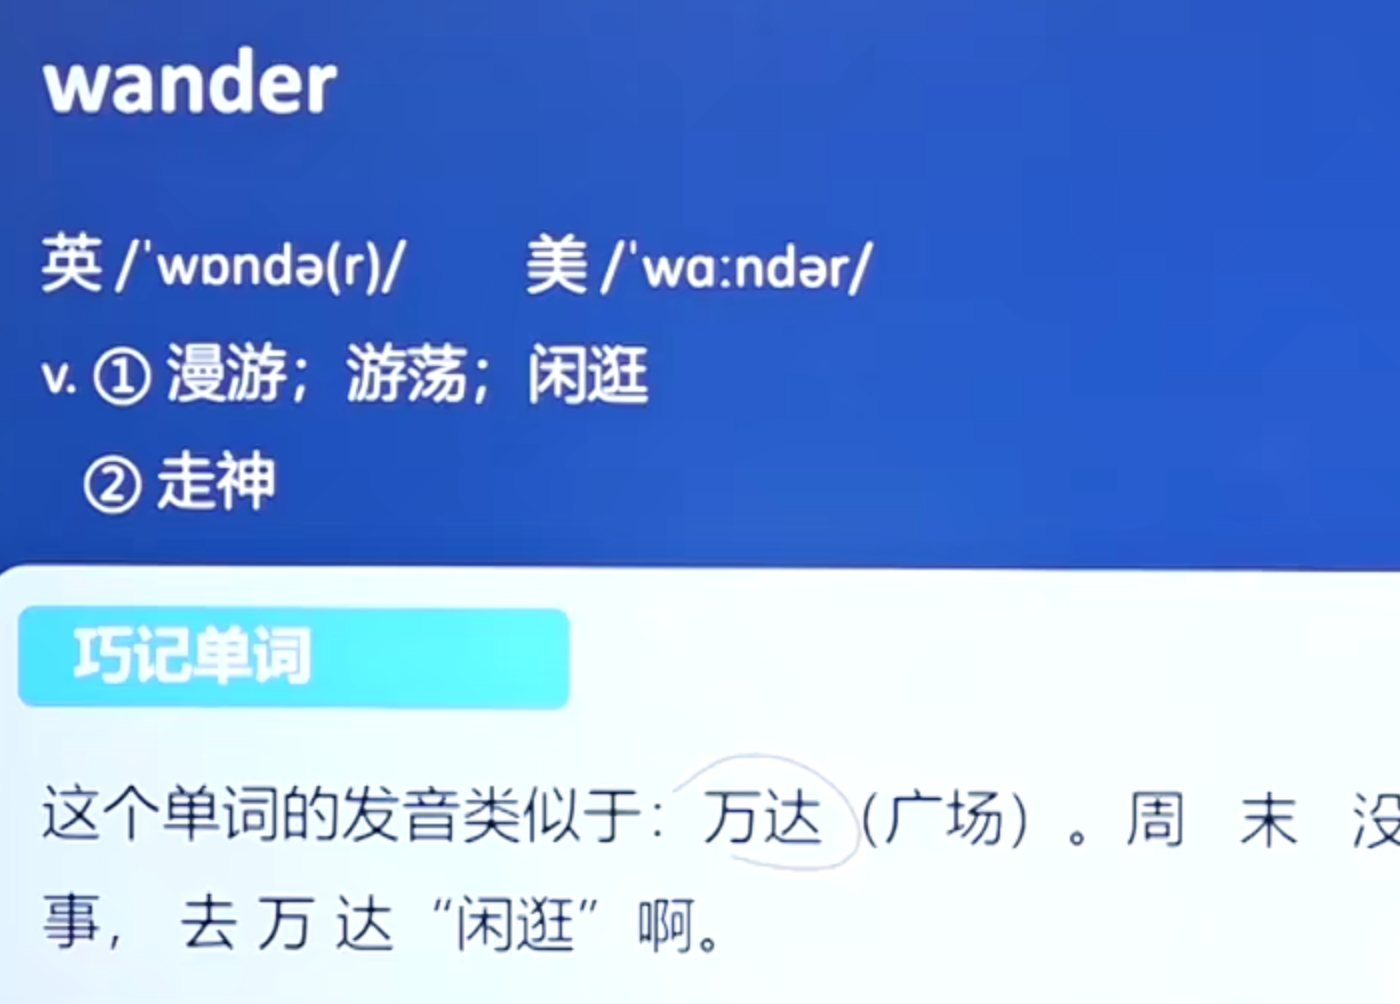 wander
英 /ˈwɒndə(r)/ 美 /ˈwɑːndər/
v. ① 漫游；游荡；闲逛
② 走神
巧记单词
这个单词的发音类似于：万达（广场）。周 末 没
事， 去 万 达 “闲逛” 啊。